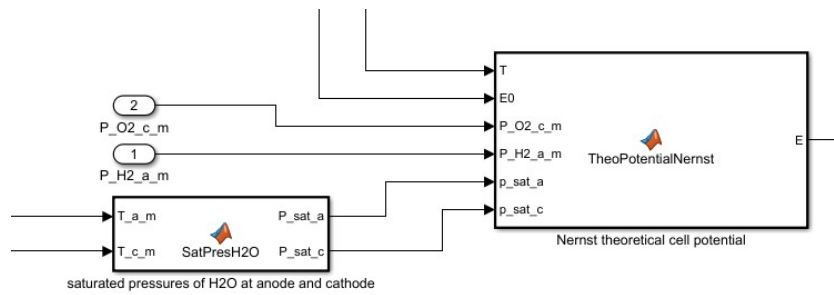 T
E0
2
P_O2_c_m
P_O2_c_m
1
P_H2_a_m
P_H2_a_m
TheoPotentialNernst
E
p_sat_a
p_sat_c
Nernst theoretical cell potential
T_a_m
P_sat_a
SatPresH2O
T_c_m
P_sat_c
saturated pressures of H2O at anode and cathode